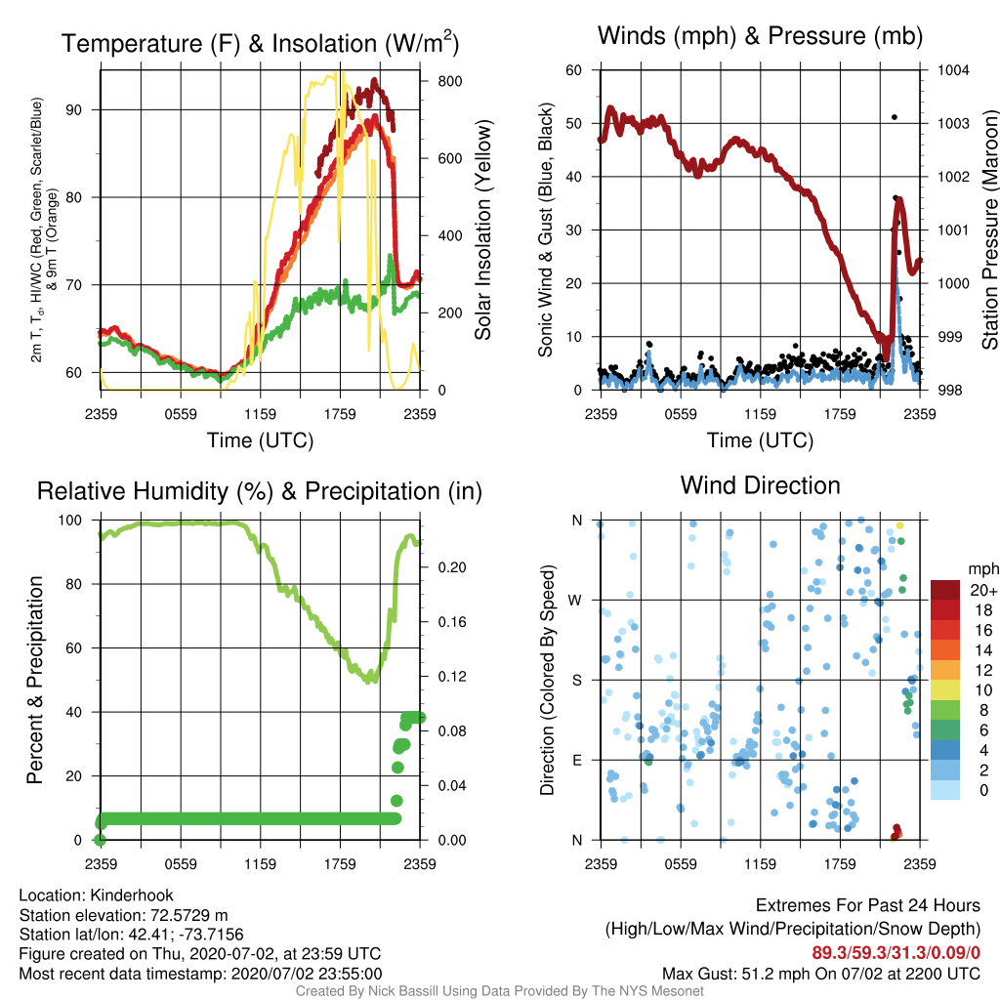 Temperature (F) & Insolation (W/m²)
2m T, Td, HI/WC (Red, Green, Scarlet/Blue)
& 9m T (Orange)
90
80
70
60
800
600
400
200
0
Solar Insolation (Yellow)
2359 0559 1159 1759 2359
Time (UTC)
Winds (mph) & Pressure (mb)
Sonic Wind & Gust (Blue, Black)
60
50
40
30
20
10
0
1004
1003
1002
1001
1000
999
998
Station Pressure (Maroon)
2359 0559 1159 1759 2359
Time (UTC)
Relative Humidity (%) & Precipitation (in)
Percent & Precipitation
100
80
60
40
20
0
0.20
0.16
0.12
0.08
0.04
0.00
2359 0559 1159 1759 2359
Wind Direction
Direction (Colored By Speed)
N
W
S
E
N
2359 0559 1159 1759 2359
mph
20+
18
16
14
12
10
8
6
4
2
0
Location: Kinderhook
Station elevation: 72.5729 m
Station lat/lon: 42.41; -73.7156
Figure created on Thu, 2020-07-02, at 23:59 UTC
Most recent data timestamp: 2020/07/02 23:55:00
Extremes For Past 24 Hours
(High/Low/Max Wind/Precipitation/Snow Depth)
89.3/59.3/31.3/0.09/0
Max Gust: 51.2 mph On 07/02 at 2200 UTC
Created By Nick Bassill Using Data Provided By The NYS Mesonet